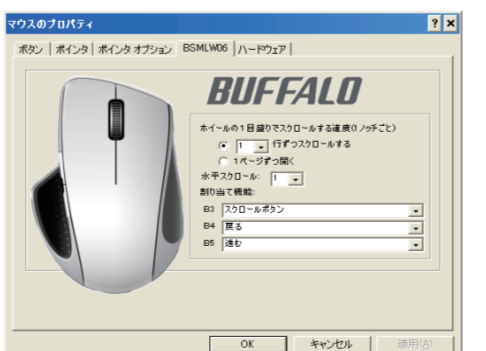 マウスのプロパティ
ボタン ポインタ ポインタ オプション BSMLW06 ハードウェア
BUFFALO
ホイールの1目盛りでスクロールする速度(1ノッチごと)
1 行ずつスクロールする
1ページずつ開く
水平スクロール: 1
割り当て機能:
B3 スクロールボタン
B4 戻る
B5 進む
OK キャンセル 適用(A)